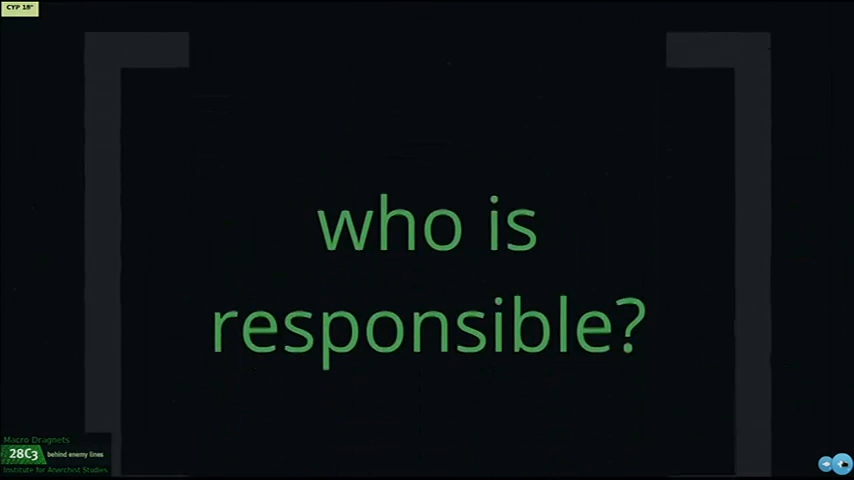 CYP 18"
who is
responsible?
Macro Dragnets
28C3 behind enemy lines
Institute for Anarchist Studies